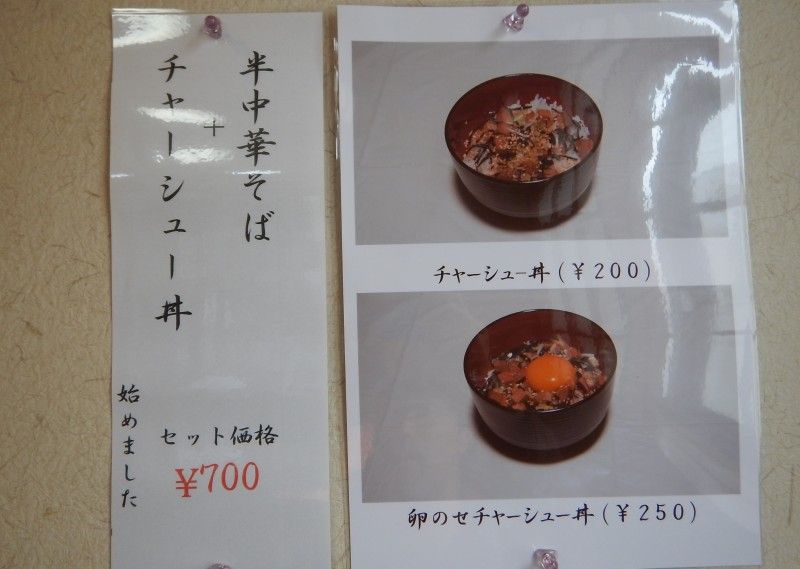 半中華そば
+
チャーシュー丼
始めました
セット価格
¥700
チャーシュー丼(¥200)
卵のせチャーシュー丼(¥250)